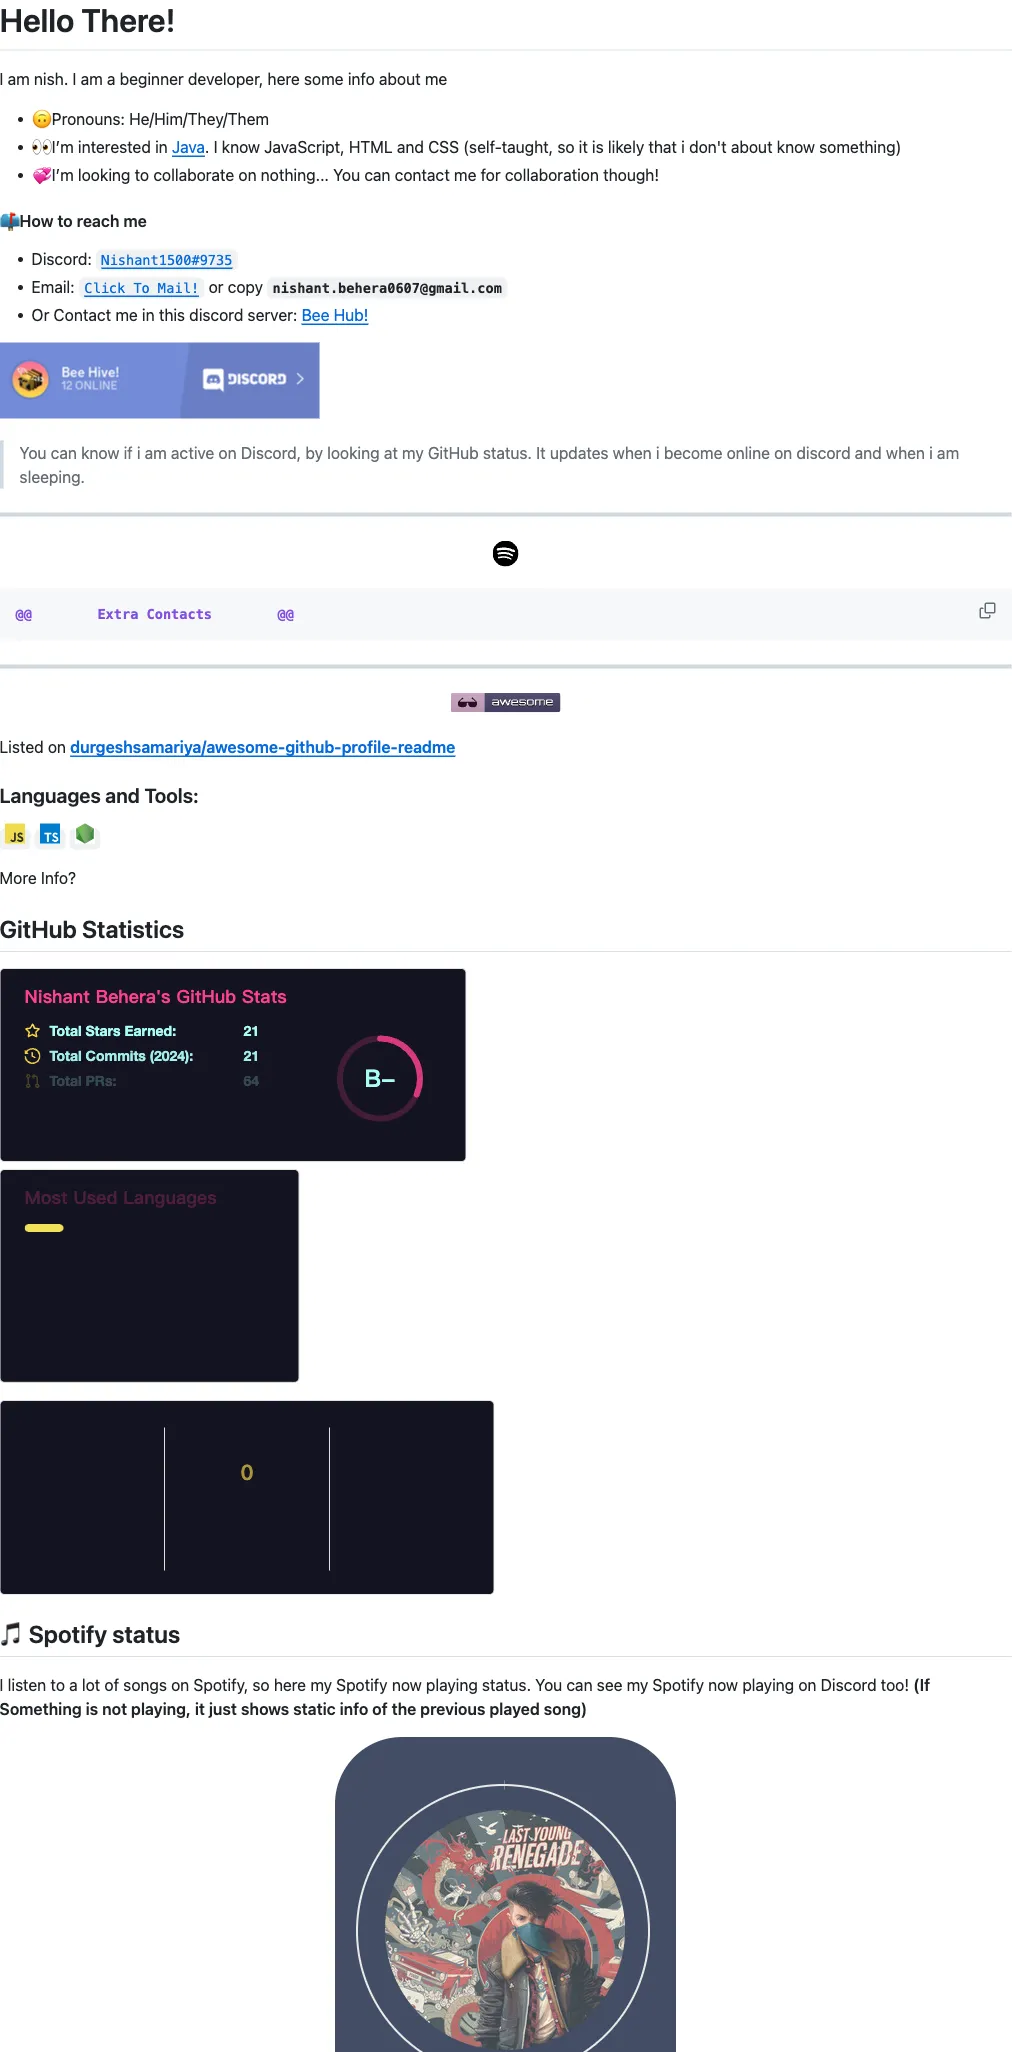 Hello There!
I am nish. I am a beginner developer, here some info about me
• 🙃Pronouns: He/Him/They/Them
• 👀I'm interested in Java. I know JavaScript, HTML and CSS (self-taught, so it is likely that i don't about know something)
• 💞I'm looking to collaborate on nothing... You can contact me for collaboration though!
📫How to reach me
• Discord: Nishant1500#9735
• Email: Click To Mail! or copy nishant.behera0607@gmail.com
• Or Contact me in this discord server: Bee Hub!
Bee Hive!
12 ONLINE
DISCORD
You can know if i am active on Discord, by looking at my GitHub status. It updates when i become online on discord and when i am
sleeping.
@@ Extra Contacts @@
awesome
Listed on durgeshsamariya/awesome-github-profile-readme
Languages and Tools:
JS TS
More Info?
GitHub Statistics
Nishant Behera's GitHub Stats
Total Stars Earned: 21
Total Commits (2024): 21
Total PRs: 64
B-
Most Used Languages
0
🎵 Spotify status
I listen to a lot of songs on Spotify, so here my Spotify now playing status. You can see my Spotify now playing on Discord too! (If
Something is not playing, it just shows static info of the previous played song)
LAST YOUNG
RENEGADE